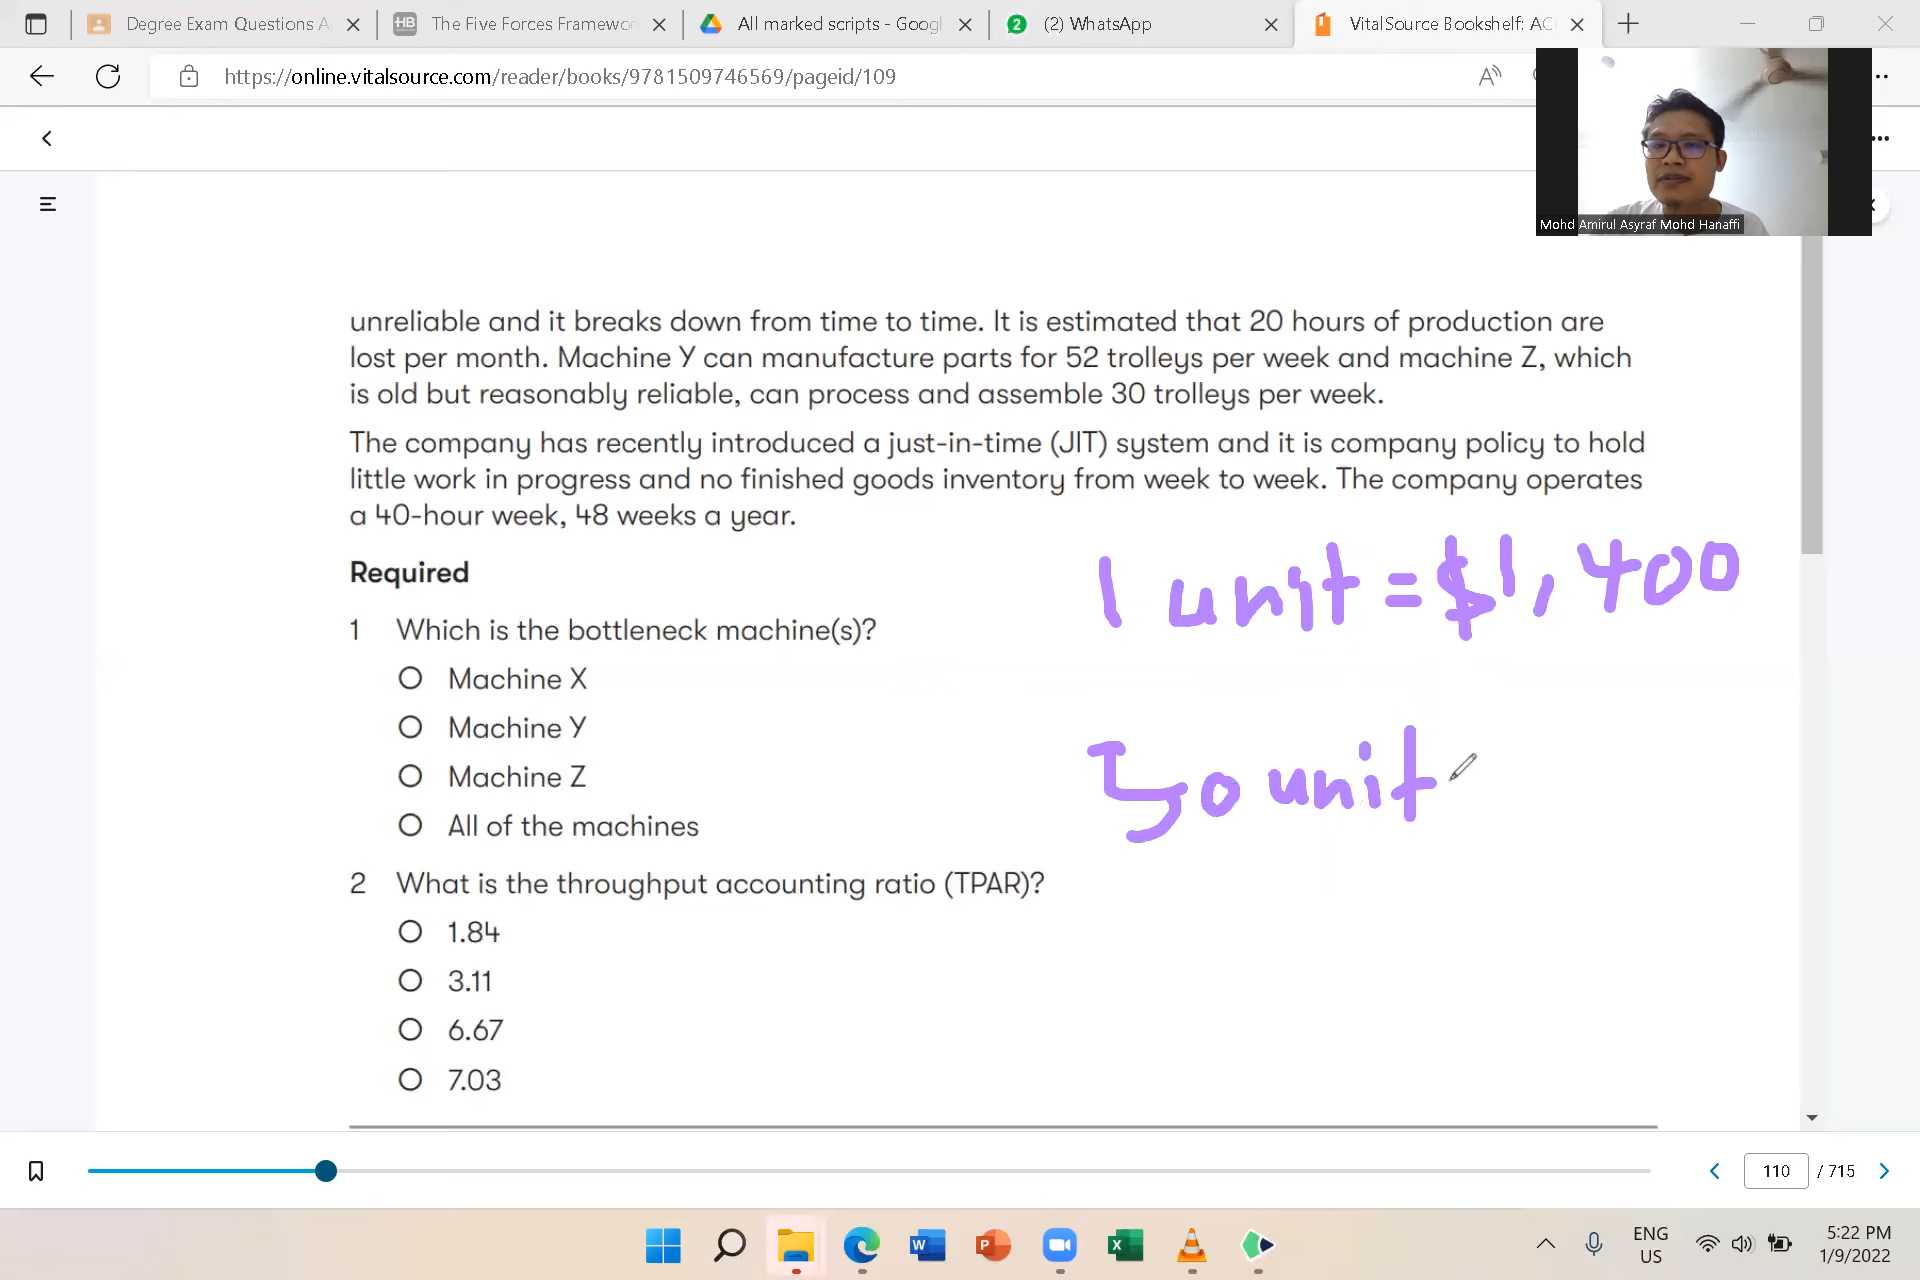 Degree Exam Questions A
The Five Forces Framewor
All marked scripts - Googl
(2) WhatsApp
VitalSource Bookshelf: AC
https://online.vitalsource.com/reader/books/9781509746569/pageid/109
Mohd Amirul Asyraf Mohd Hanaffi
unreliable and it breaks down from time to time. It is estimated that 20 hours of production are
lost per month. Machine Y can manufacture parts for 52 trolleys per week and machine Z, which
is old but reasonably reliable, can process and assemble 30 trolleys per week.
The company has recently introduced a just-in-time (JIT) system and it is company policy to hold
little work in progress and no finished goods inventory from week to week. The company operates
a 40-hour week, 48 weeks a year.
1 unit = $1,400
Required
1 Which is the bottleneck machine(s)?
Machine X
Machine Y
Machine Z
50 unit
All of the machines
2 What is the throughput accounting ratio (TPAR)?
1.84
3.11
6.67
7.03
110 / 715
ENG
US
5:22 PM
1/9/2022